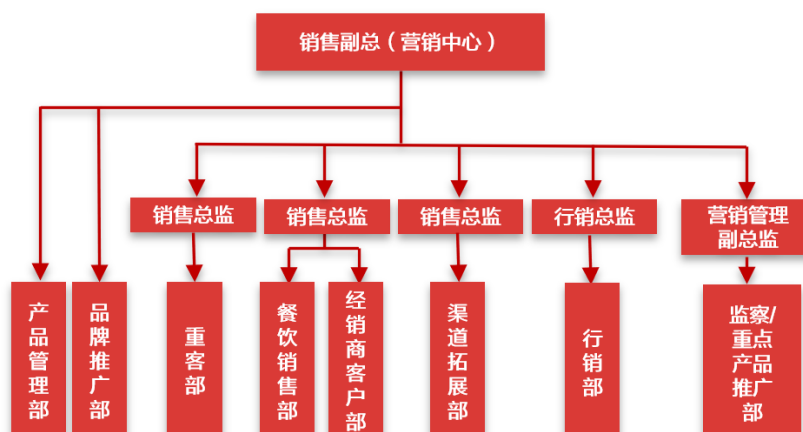 销售副总（营销中心）
销售总监
销售总监
销售总监
行销总监
营销管理
副总监
产品管理部
品牌推广部
重客部
餐饮销售部
经销商客户部
渠道拓展部
行销部
监察/
重点
产品
推广
部